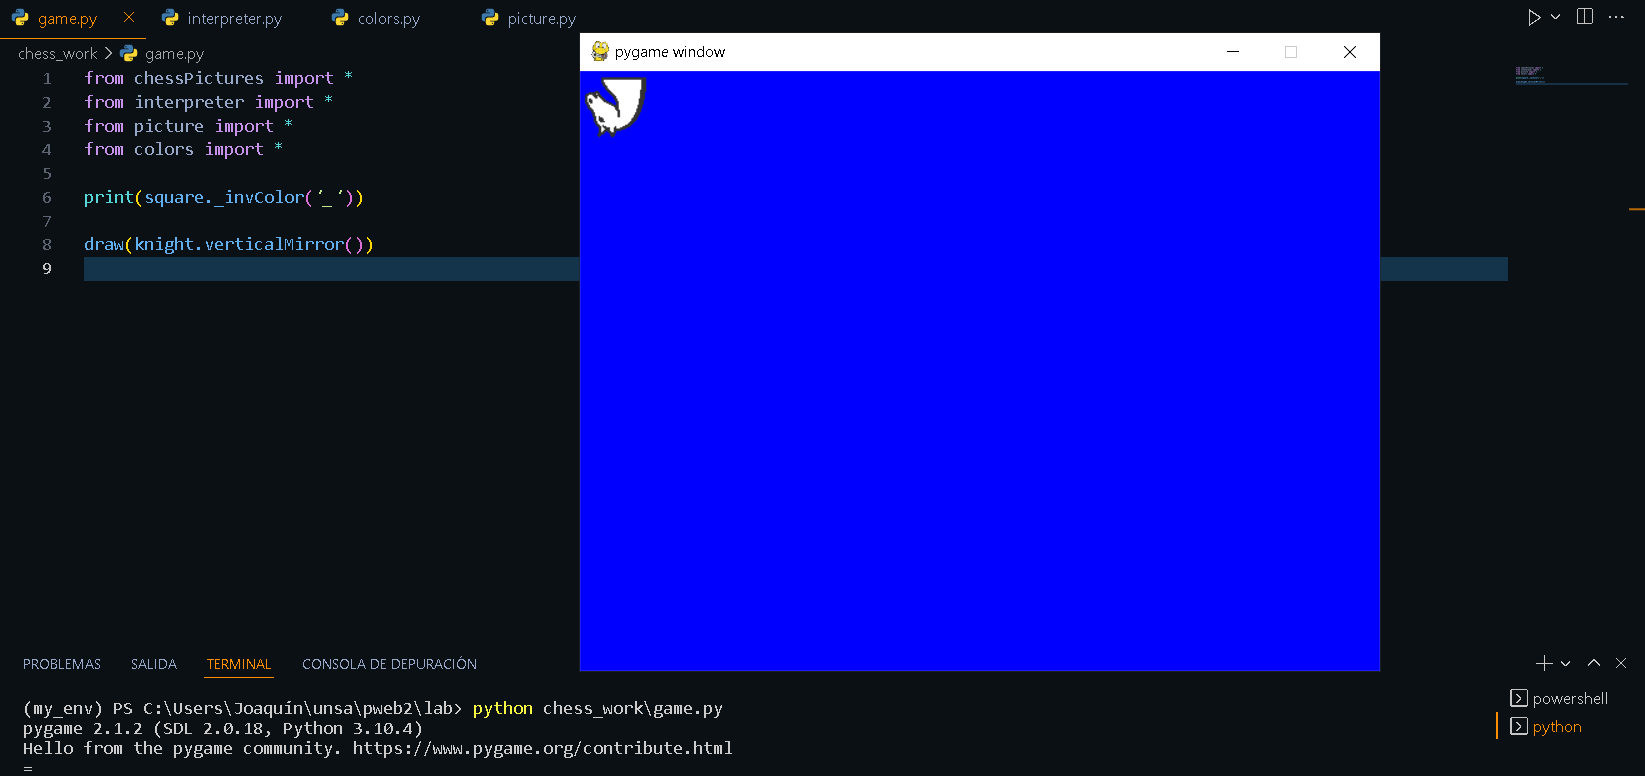 game.py
interpreter.py
colors.py
picture.py
chess_work > game.py
pygame window
1 from chessPictures import *
2 from interpreter import *
3 from picture import *
4 from colors import *
5
6 print(square._invColor('_'))
7
8 draw(knight.verticalMirror())
9
PROBLEMAS SALIDA TERMINAL CONSOLA DE DEPURACIÓN
(my_env) PS C:\Users\Joaquín\unsa\pweb2\lab> python chess_work\game.py
pygame 2.1.2 (SDL 2.0.18, Python 3.10.4)
Hello from the pygame community. https://www.pygame.org/contribute.html
=
powershell
python